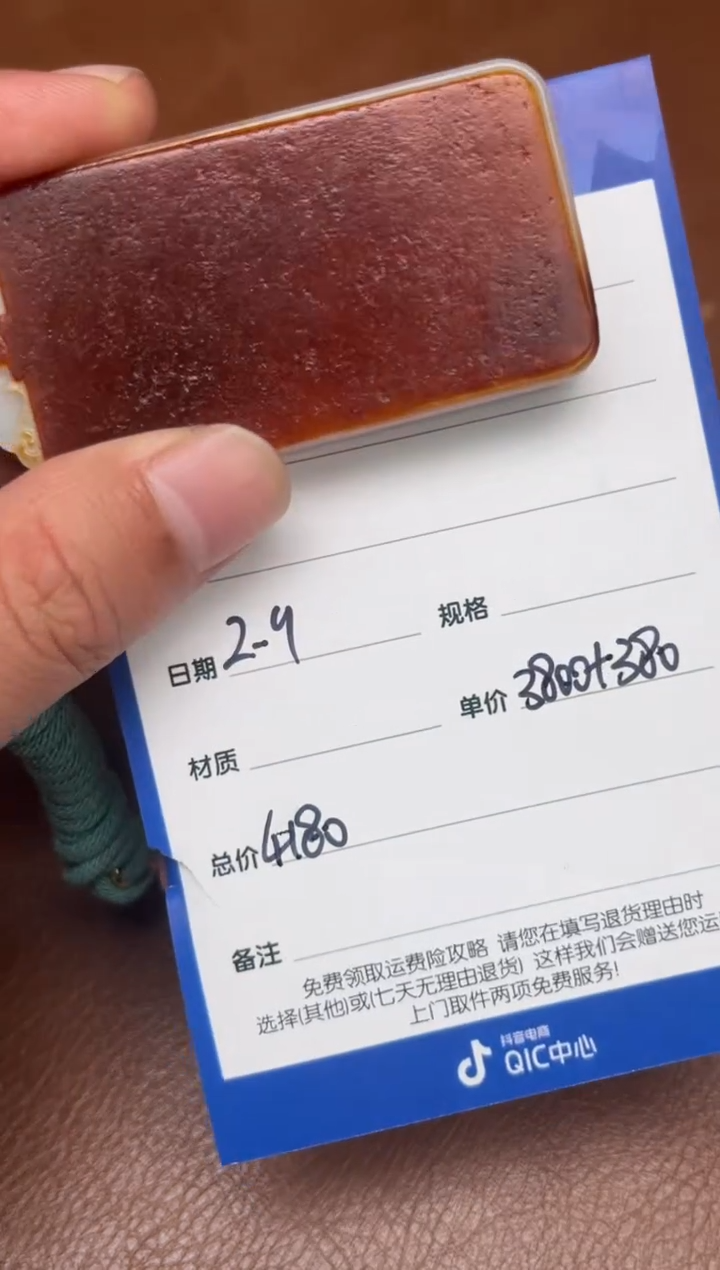 日期 2-9 规格
材质 单价 3800+380
总价 4180
备注
免费领取运费险攻略 请您在填写退货理由时
选择(其他)或(七天无理由退货) 这样我们会赠送您运
上门取件两项免费服务!
抖音电商
QIC中心